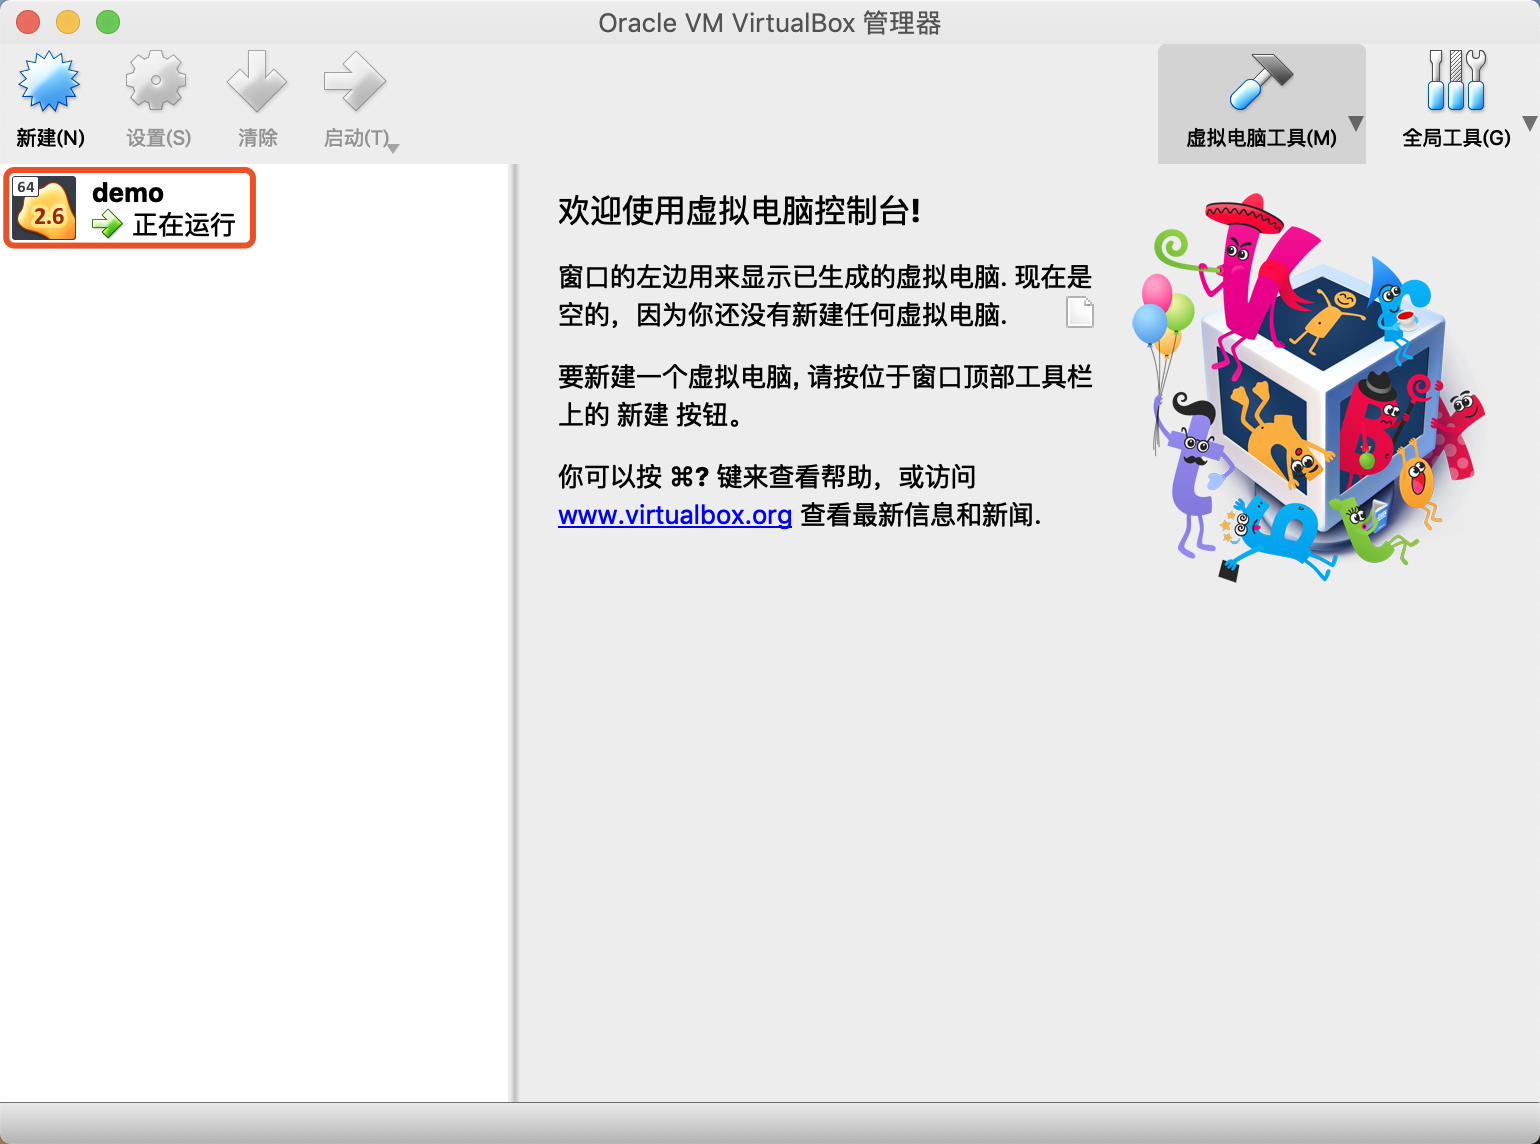 Oracle VM VirtualBox 管理器
新建(N)
设置(S)
清除
启动(T)
虚拟电脑工具(M)
全局工具(G)
64
2.6
demo
正在运行
欢迎使用虚拟电脑控制台!
窗口的左边用来显示已生成的虚拟电脑. 现在是
空的，因为你还没有新建任何虚拟电脑.
要新建一个虚拟电脑, 请按位于窗口顶部工具栏
上的 新建 按钮。
你可以按 ⌘? 键来查看帮助，或访问
www.virtualbox.org 查看最新信息和新闻.